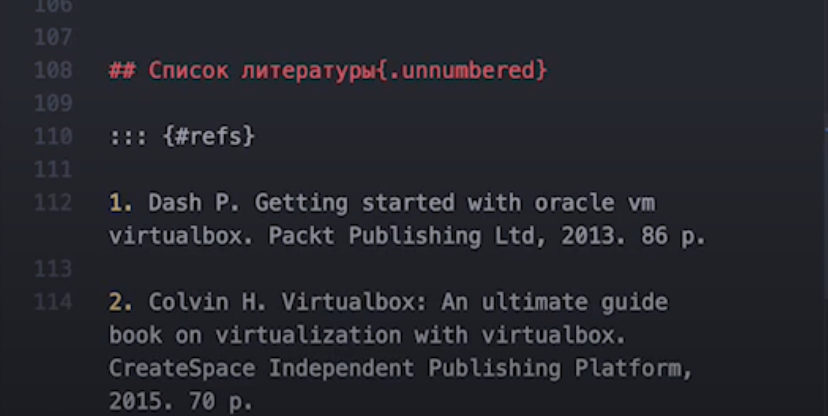 106
107
108 ## Список литературы{.unnumbered}
109
110 ::: {#refs}
111
112 1. Dash P. Getting started with oracle vm
virtualbox. Packt Publishing Ltd, 2013. 86 p.
113
114 2. Colvin H. Virtualbox: An ultimate guide
book on virtualization with virtualbox.
CreateSpace Independent Publishing Platform,
2015. 70 p.